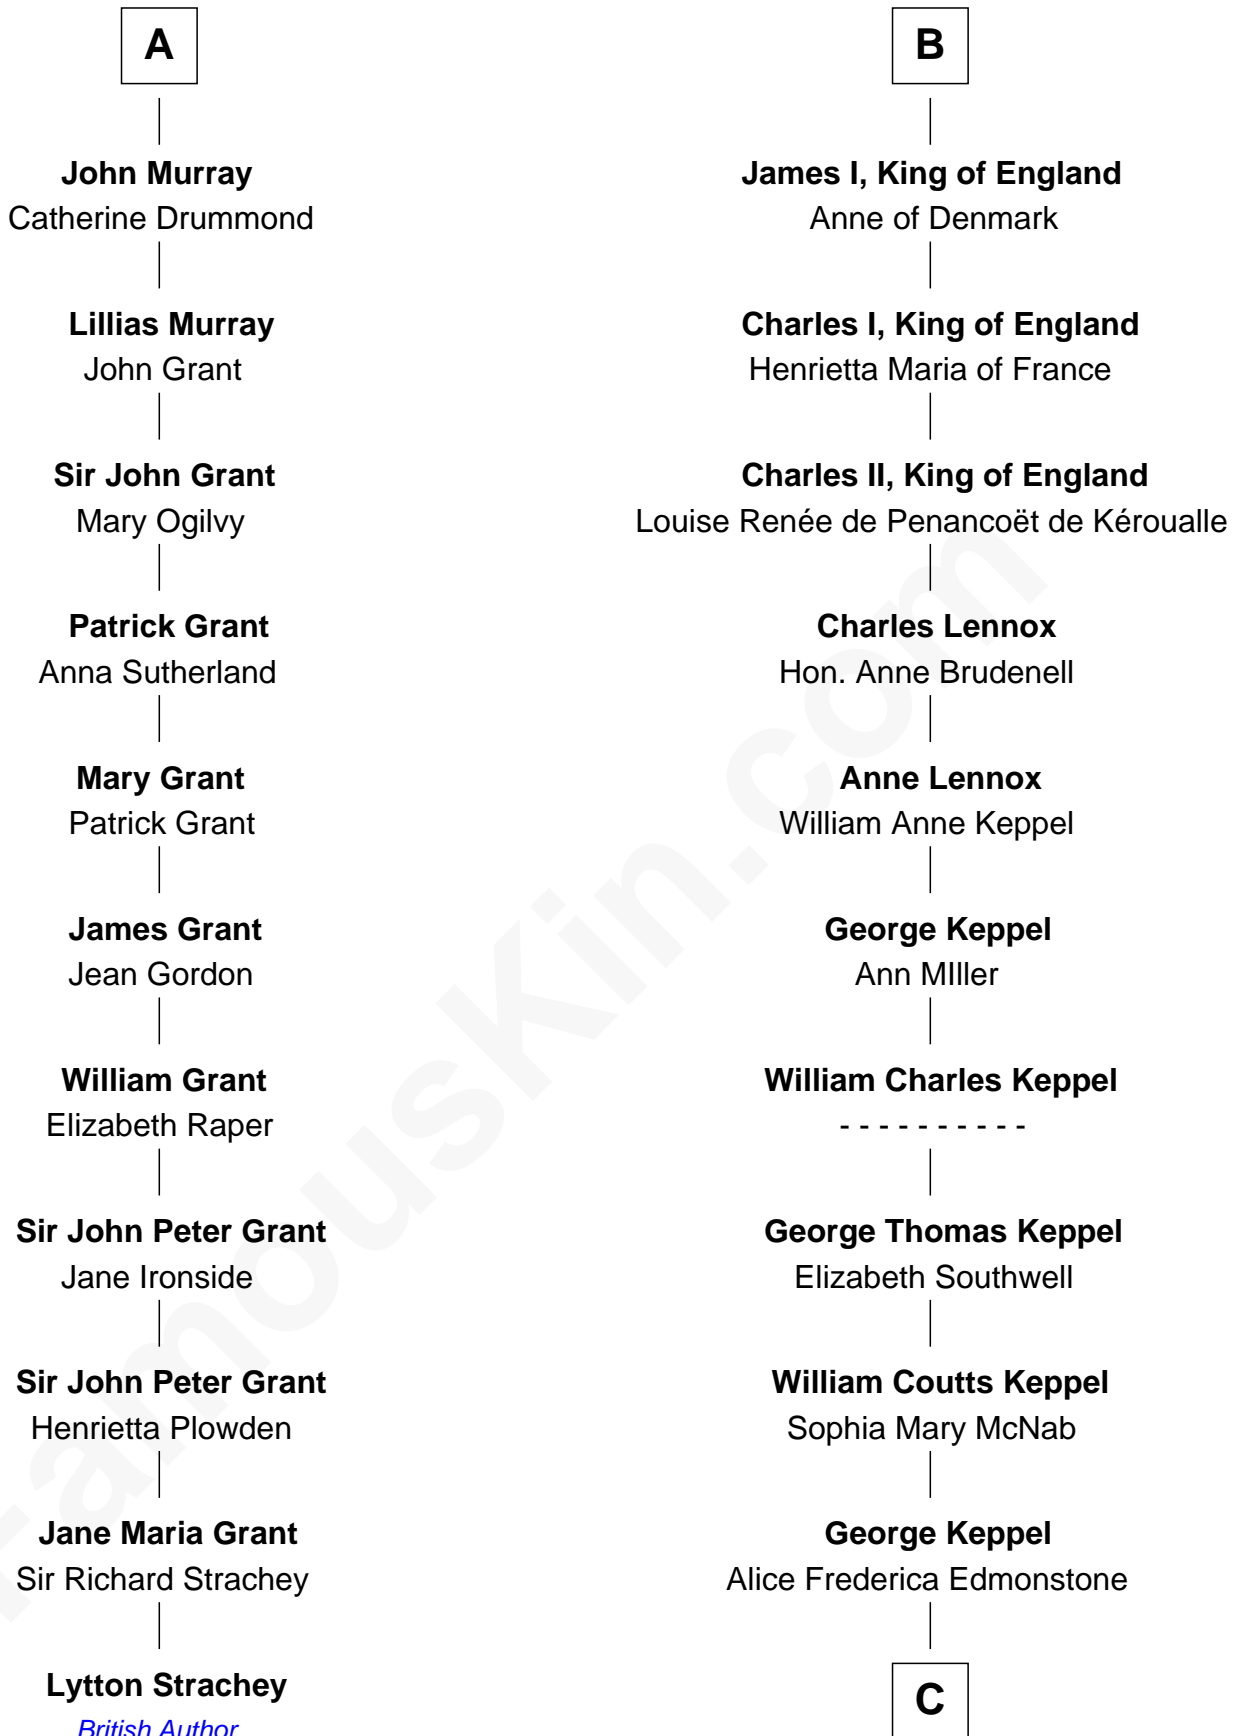 A
John Murray
Catherine Drummond
Lillias Murray
John Grant
Sir John Grant
Mary Ogilvy
Patrick Grant
Anna Sutherland
Mary Grant
Patrick Grant
James Grant
Jean Gordon
William Grant
Elizabeth Raper
Sir John Peter Grant
Jane Ironside
Sir John Peter Grant
Henrietta Plowden
Jane Maria Grant
Sir Richard Strachey
Lytton Strachey
British Author
B
James I, King of England
Anne of Denmark
Charles I, King of England
Henrietta Maria of France
Charles II, King of England
Louise Renée de Penancoët de Kéroualle
Charles Lennox
Hon. Anne Brudenell
Anne Lennox
William Anne Keppel
George Keppel
Ann MIller
William Charles Keppel
- - - - - - - - - -
George Thomas Keppel
Elizabeth Southwell
William Coutts Keppel
Sophia Mary McNab
George Keppel
Alice Frederica Edmonstone
C
FamousKin.com